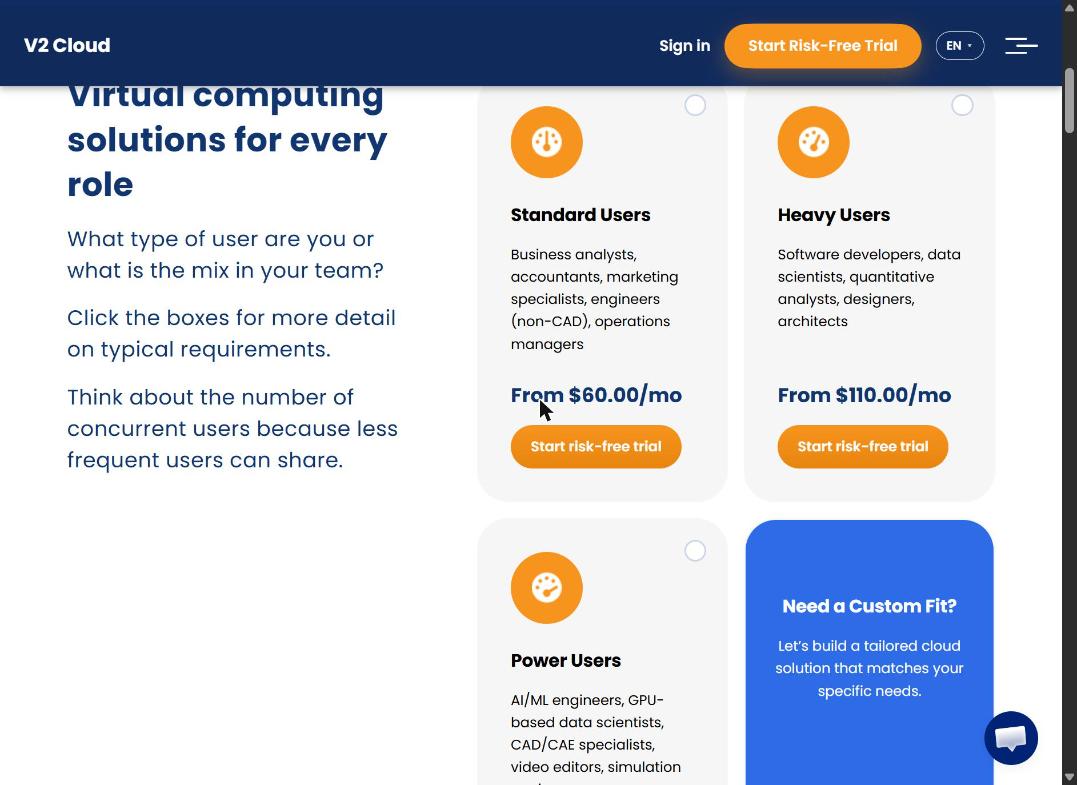 V2 Cloud
Sign in
Start Risk-Free Trial
EN
Virtual computing
solutions for every
role
What type of user are you or
what is the mix in your team?
Click the boxes for more detail
on typical requirements.
Think about the number of
concurrent users because less
frequent users can share.
Standard Users
Business analysts,
accountants, marketing
specialists, engineers
(non-CAD), operations
managers
From $60.00/mo
Start risk-free trial
Heavy Users
Software developers, data
scientists, quantitative
analysts, designers,
architects
From $110.00/mo
Start risk-free trial
Power Users
AI/ML engineers, GPU-
based data scientists,
CAD/CAE specialists,
video editors, simulation
Need a Custom Fit?
Let's build a tailored cloud
solution that matches your
specific needs.